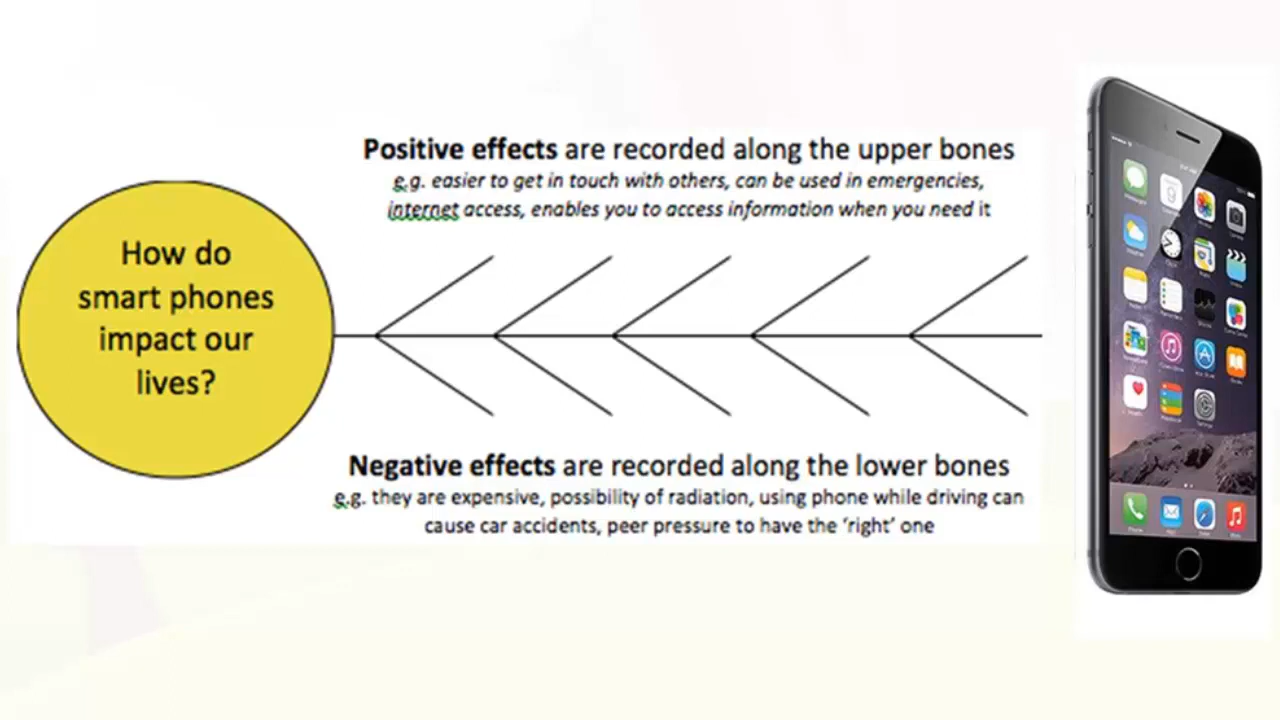 Positive effects are recorded along the upper bones
e.g. easier to get in touch with others, can be used in emergencies,
internet access, enables you to access information when you need it
How do
smart phones
impact our
lives?
Negative effects are recorded along the lower bones
e.g. they are expensive, possibility of radiation, using phone while driving can
cause car accidents, peer pressure to have the ‘right’ one